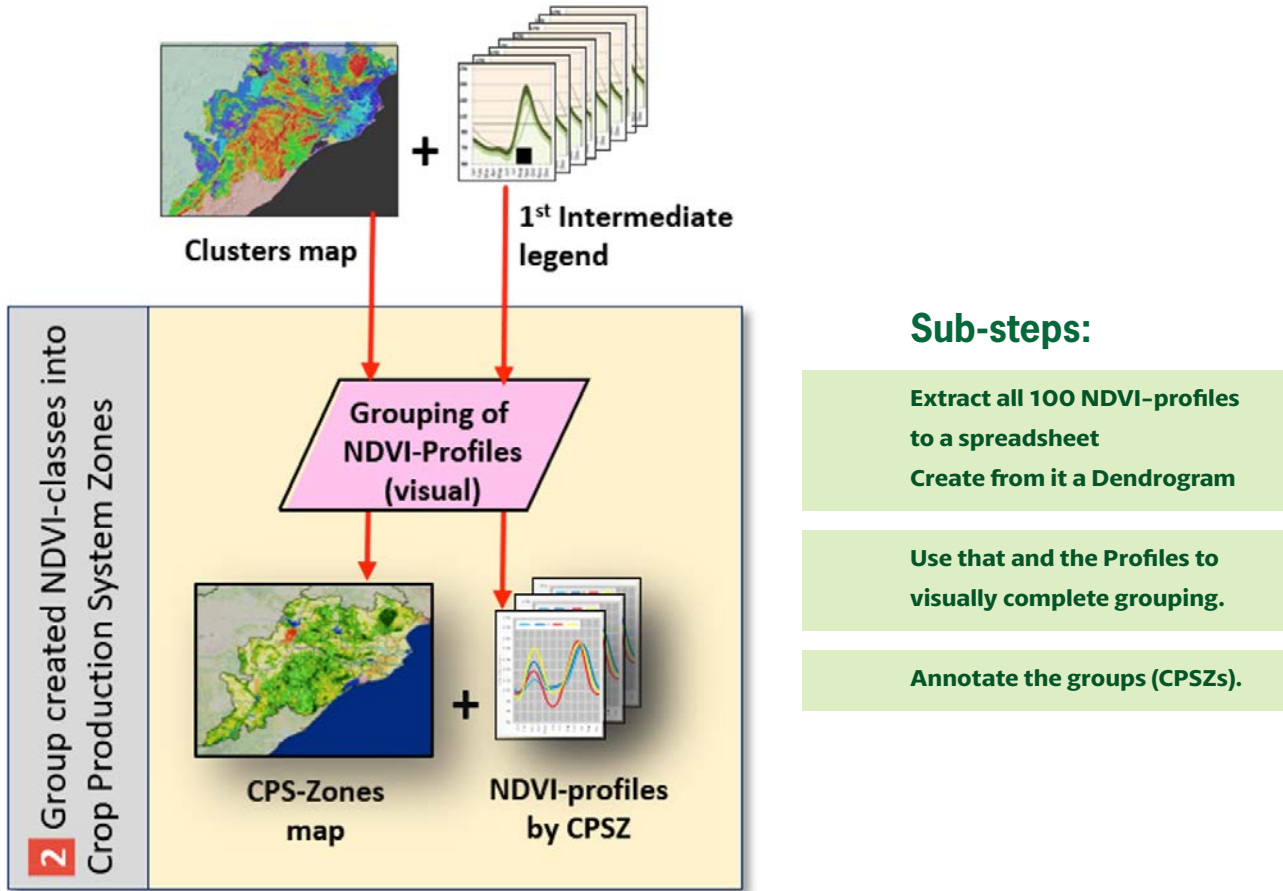 +
Clusters map
1st Intermediate
legend
2 Group created NDVI-classes into
Crop Production System Zones
Grouping of
NDVI-Profiles
(visual)
+
CPS-Zones
map
NDVI-profiles
by CPSZ
Sub-steps:
Extract all 100 NDVI-profiles
to a spreadsheet
Create from it a Dendrogram
Use that and the Profiles to
visually complete grouping.
Annotate the groups (CPSZs).